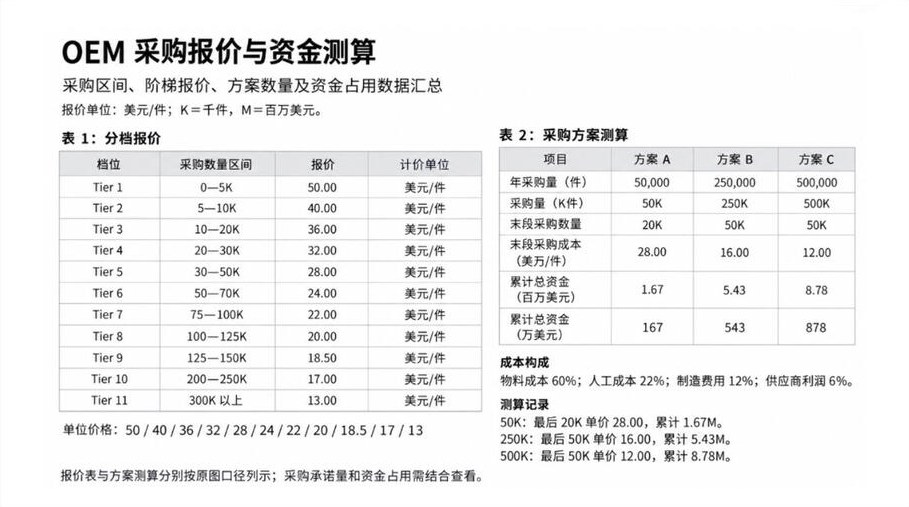 OEM 采购报价与资金测算
采购区间、阶梯报价、方案数量及资金占用数据汇总
报价单位：美元/件；K＝千件，M＝百万美元。
表 1：分档报价
档位 采购数量区间 报价 计价单位
Tier 1 0—5K 50.00 美元/件
Tier 2 5—10K 40.00 美元/件
Tier 3 10—20K 36.00 美元/件
Tier 4 20—30K 32.00 美元/件
Tier 5 30—50K 28.00 美元/件
Tier 6 50—70K 24.00 美元/件
Tier 7 75—100K 22.00 美元/件
Tier 8 100—125K 20.00 美元/件
Tier 9 125—150K 18.50 美元/件
Tier 10 200—250K 17.00 美元/件
Tier 11 300K 以上 13.00 美元/件
单位价格：50 / 40 / 36 / 32 / 28 / 24 / 22 / 20 / 18.5 / 17 / 13
报价表与方案测算分别按原图口径列示；采购承诺量和资金占用需结合查看。
表 2：采购方案测算
项目 方案 A 方案 B 方案 C
年采购量（件） 50,000 250,000 500,000
采购量（K件） 50K 250K 500K
末段采购数量 20K 50K 50K
末段采购成本
（美万/件） 28.00 16.00 12.00
累计总资金
（百万美元） 1.67 5.43 8.78
累计总资金
（万美元） 167 543 878
成本构成
物料成本 60%；人工成本 22%；制造费用 12%；供应商利润 6%。
测算记录
50K：最后 20K 单价 28.00，累计 1.67M。
250K：最后 50K 单价 16.00，累计 5.43M。
500K：最后 50K 单价 12.00，累计 8.78M。